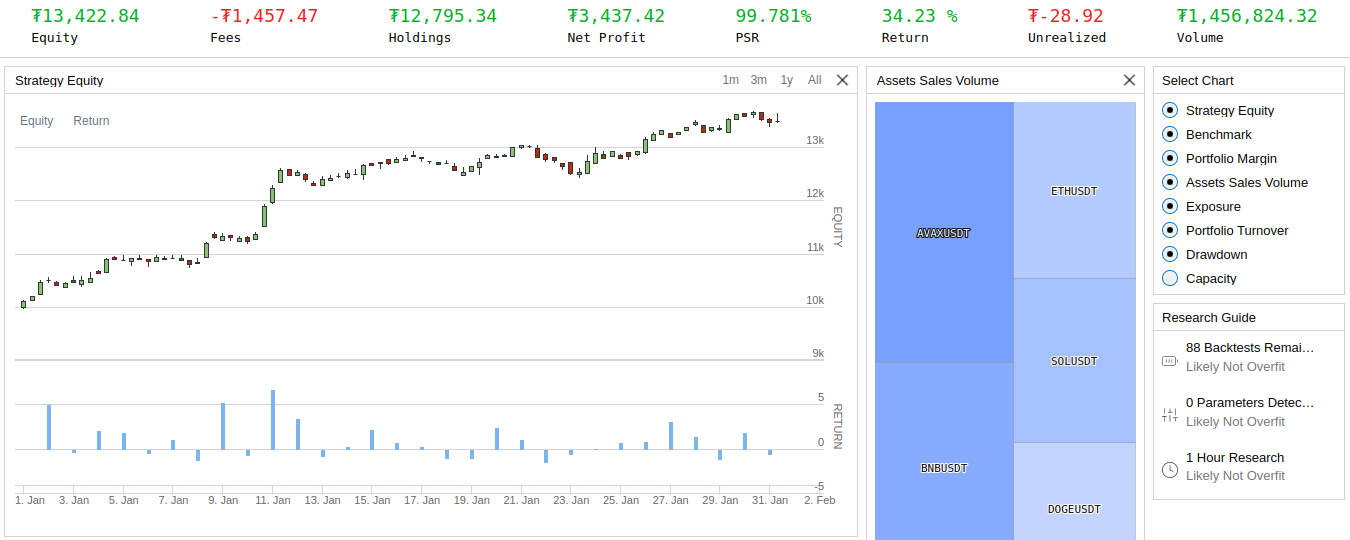 ₮13,422.84 -₮1,457.47 ₮12,795.34 ₮3,437.42 99.781% 34.23 % ₮-28.92 ₮1,456,824.32
Equity Fees Holdings Net Profit PSR Return Unrealized Volume
Strategy Equity 1m 3m 1y All
Equity Return
13k
12k
11k
10k
9k
EQUITY
5
0
-5
RETURN
1. Jan 3. Jan 5. Jan 7. Jan 9. Jan 11. Jan 13. Jan 15. Jan 17. Jan 19. Jan 21. Jan 23. Jan 25. Jan 27. Jan 29. Jan 31. Jan 2. Feb
Assets Sales Volume
AVAXUSDT
ETHUSDT
SOLUSDT
BNBUSDT
DOGEUSDT
Select Chart
Strategy Equity
Benchmark
Portfolio Margin
Assets Sales Volume
Exposure
Portfolio Turnover
Drawdown
Capacity
Research Guide
88 Backtests Remai…
Likely Not Overfit
0 Parameters Detec…
Likely Not Overfit
1 Hour Research
Likely Not Overfit